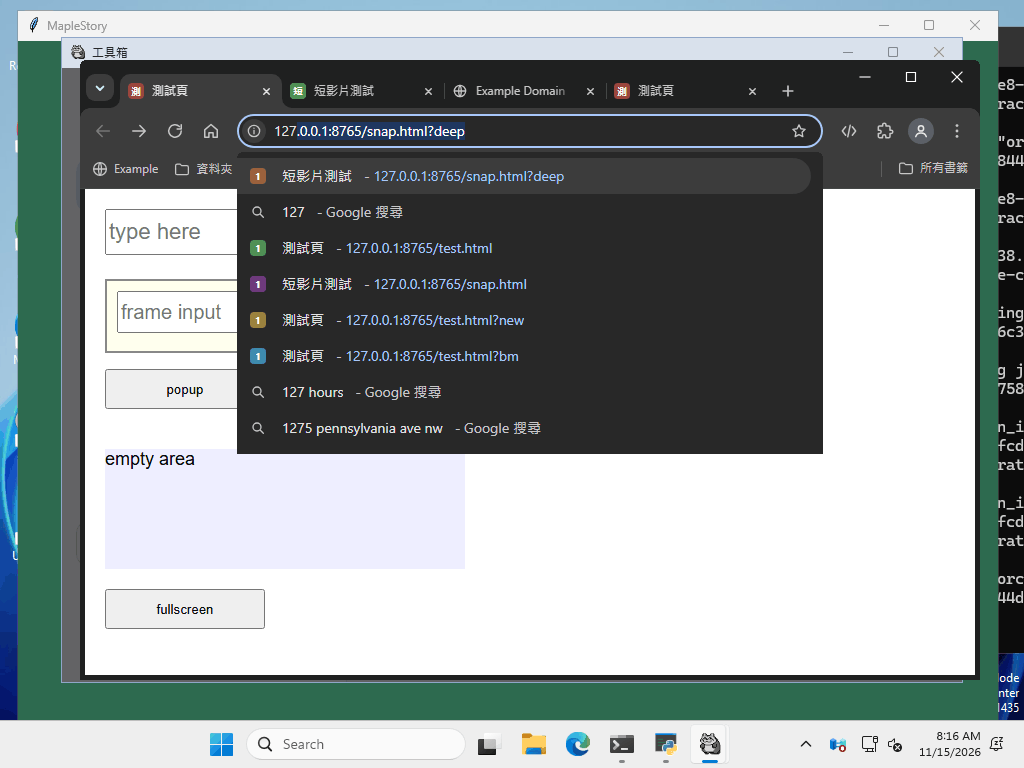 MapleStory
工具箱
測試頁
短影片測試
Example Domain
測試頁
127.0.0.1:8765/snap.html?deep
Example
資料夾
所有書籤
短影片測試 - 127.0.0.1:8765/snap.html?deep
127 - Google 搜尋
測試頁 - 127.0.0.1:8765/test.html
短影片測試 - 127.0.0.1:8765/snap.html
測試頁 - 127.0.0.1:8765/test.html?new
測試頁 - 127.0.0.1:8765/test.html?bm
127 hours - Google 搜尋
1275 pennsylvania ave nw - Google 搜尋
type here
frame input
popup
empty area
fullscreen
Search
8:16 AM
11/15/2026